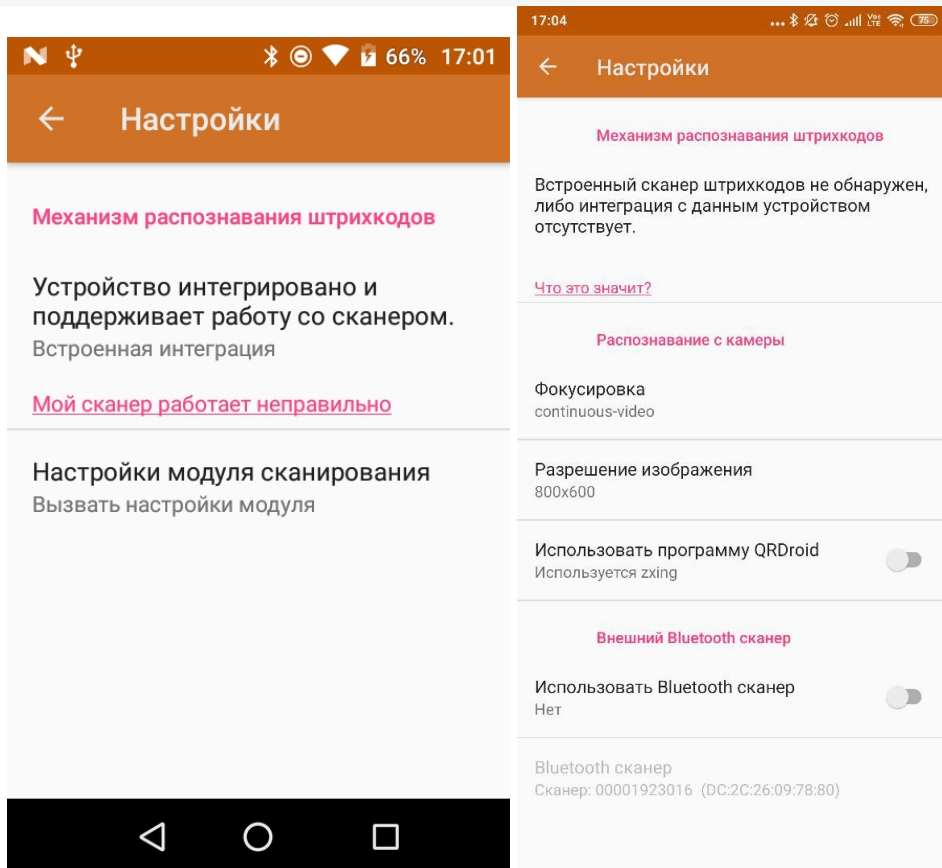 66% 17:01
Настройки
Механизм распознавания штрихкодов
Устройство интегрировано и
поддерживает работу со сканером.
Встроенная интеграция
Мой сканер работает неправильно
Настройки модуля сканирования
Вызвать настройки модуля
17:04 ... Vo) LTE 75
Настройки
Механизм распознавания штрихкодов
Встроенный сканер штрихкодов не обнаружен,
либо интеграция с данным устройством
отсутствует.
Что это значит?
Распознавание с камеры
Фокусировка
continuous-video
Разрешение изображения
800x600
Использовать программу QRDroid
Используется zxing
Внешний Bluetooth сканер
Использовать Bluetooth сканер
Нет
Bluetooth сканер
Сканер: 00001923016 (DC:2C:26:09:78:80)